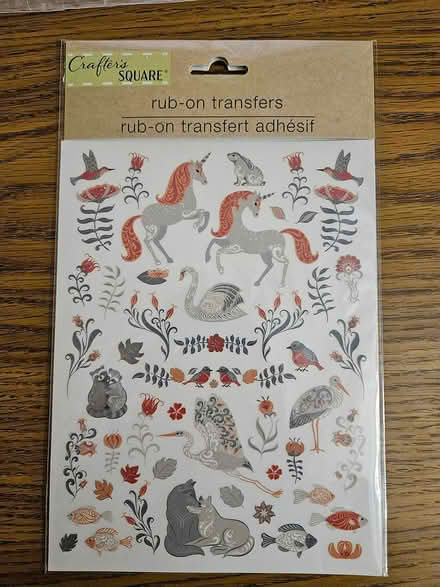 Crafter's
SQUARE®
rub-on transfers
rub-on transfert adhésif